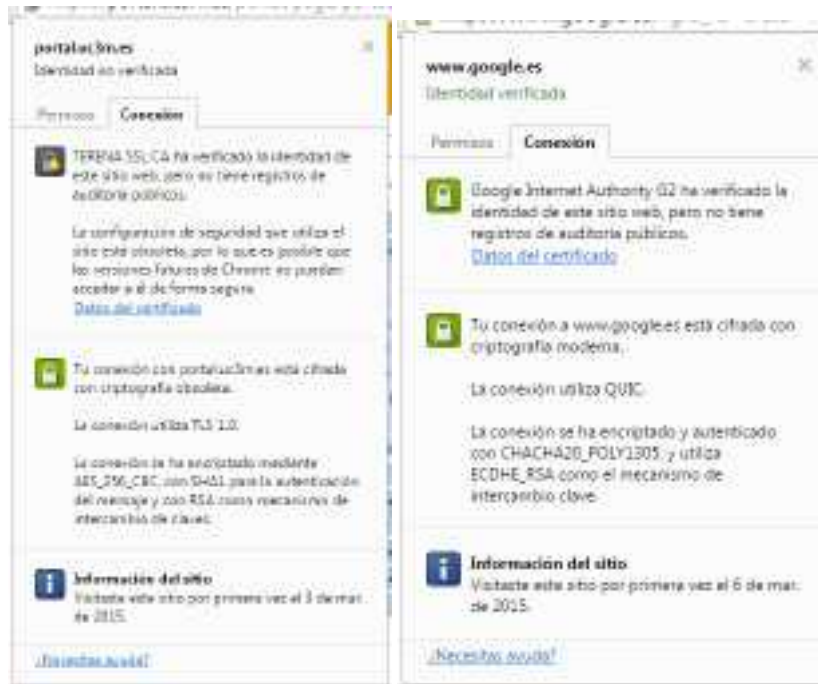 portal.uc3m.es
Identidad no verificada
Permisos Conexión
TERENA SSL CA ha verificado la identidad de
este sitio web, pero no tiene registros de
auditoría públicos.
La configuración de seguridad que utiliza el
sitio está obsoleta, por lo que es posible que
las versiones futuras de Chrome no puedan
acceder a él de forma segura.
Datos del certificado
Tu conexión con portal.uc3m.es está cifrada
con criptografía obsoleta.
La conexión utiliza TLS 1.0.
La conexión se ha encriptado mediante
AES_256_CBC, con SHA1 para la autenticación
del mensaje y con RSA como mecanismo de
intercambio de claves.
Información del sitio
Visitaste este sitio por primera vez el 3 de mar.
de 2015.
¿Necesitas ayuda?
www.google.es
Identidad verificada
Permisos Conexión
Google Internet Authority G2 ha verificado la
identidad de este sitio web, pero no tiene
registros de auditoría públicos.
Datos del certificado
Tu conexión a www.google.es está cifrada con
criptografía moderna.
La conexión utiliza QUIC.
La conexión se ha encriptado y autenticado
con CHACHA20_POLY1305 y utiliza
ECDHE_RSA como el mecanismo de
intercambio clave.
Información del sitio
Visitaste este sitio por primera vez el 6 de mar.
de 2015.
¿Necesitas ayuda?